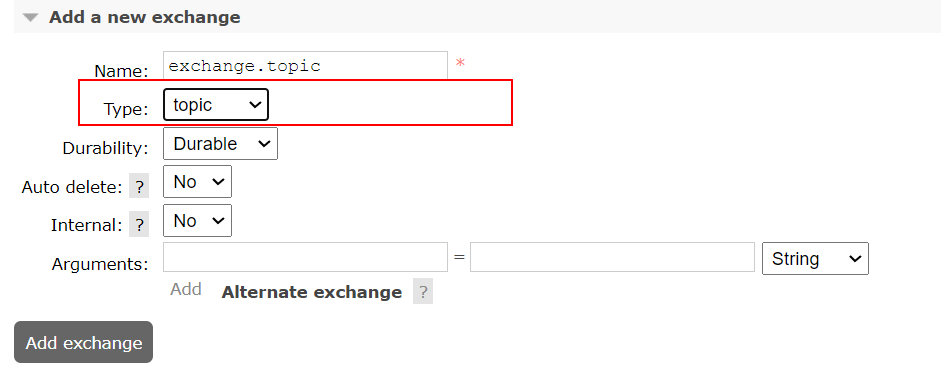 Add a new exchange
Name: exchange.topic *
Type: topic
Durability: Durable
Auto delete: ? No
Internal: ? No
Arguments: = String
Add Alternate exchange ?
Add exchange